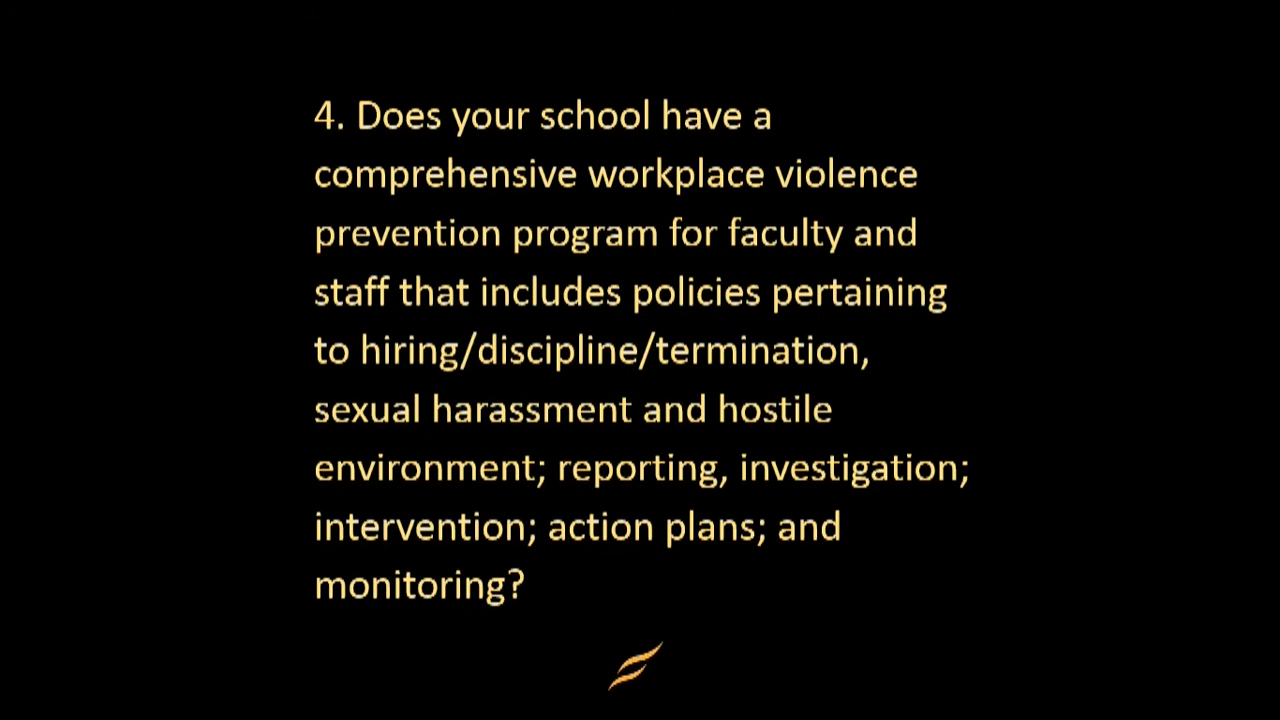 4. Does your school have a
comprehensive workplace violence
prevention program for faculty and
staff that includes policies pertaining
to hiring/discipline/termination,
sexual harassment and hostile
environment; reporting, investigation;
intervention; action plans; and
monitoring?